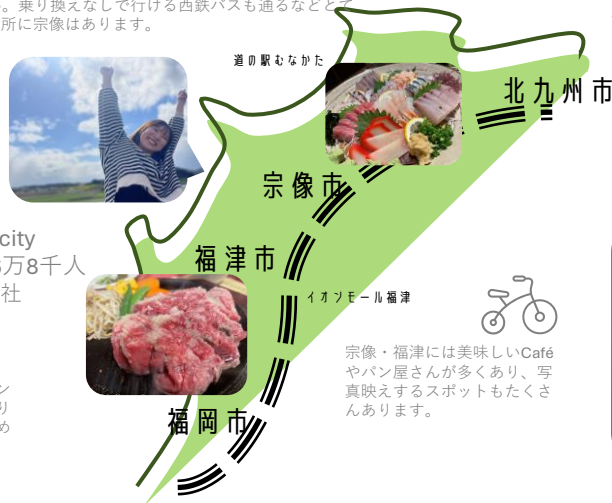 。乗り換えなしで行ける西鉄バスも通るなどとて
所に宗像はあります。
道の駅むなかた
北九州市
宗像市
city
万8千人
福津市
社
イオンモール福津
宗像・福津には美味しいCafé
やパン屋さんが多くあり、写
真映えするスポットもたくさ
んあります。
ン
り
め
福岡市